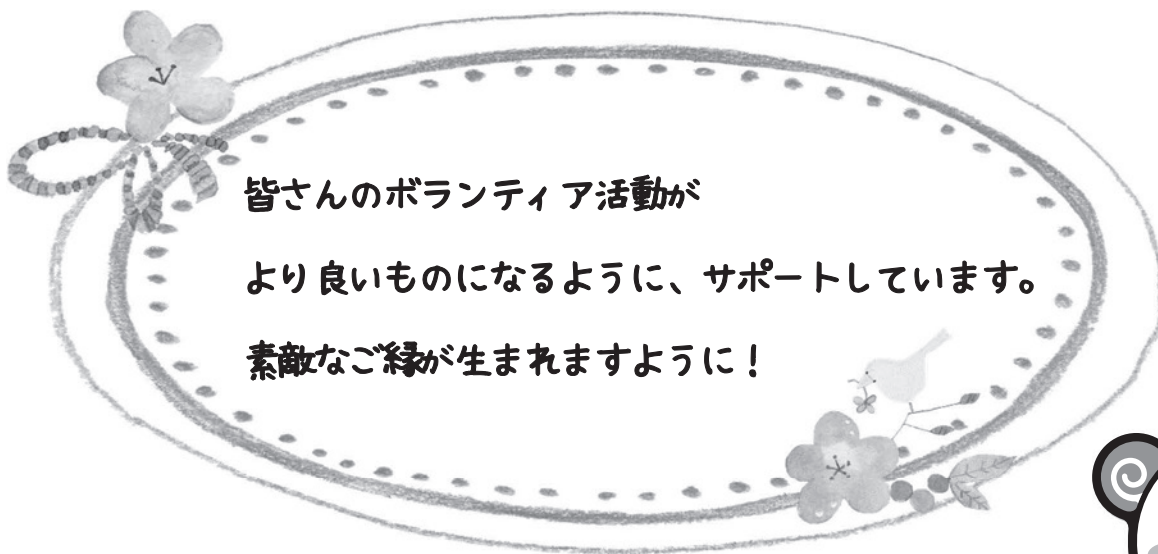 皆さんのボランティア活動が
より良いものになるように、サポートしています。
素敵なご縁が生まれますように！